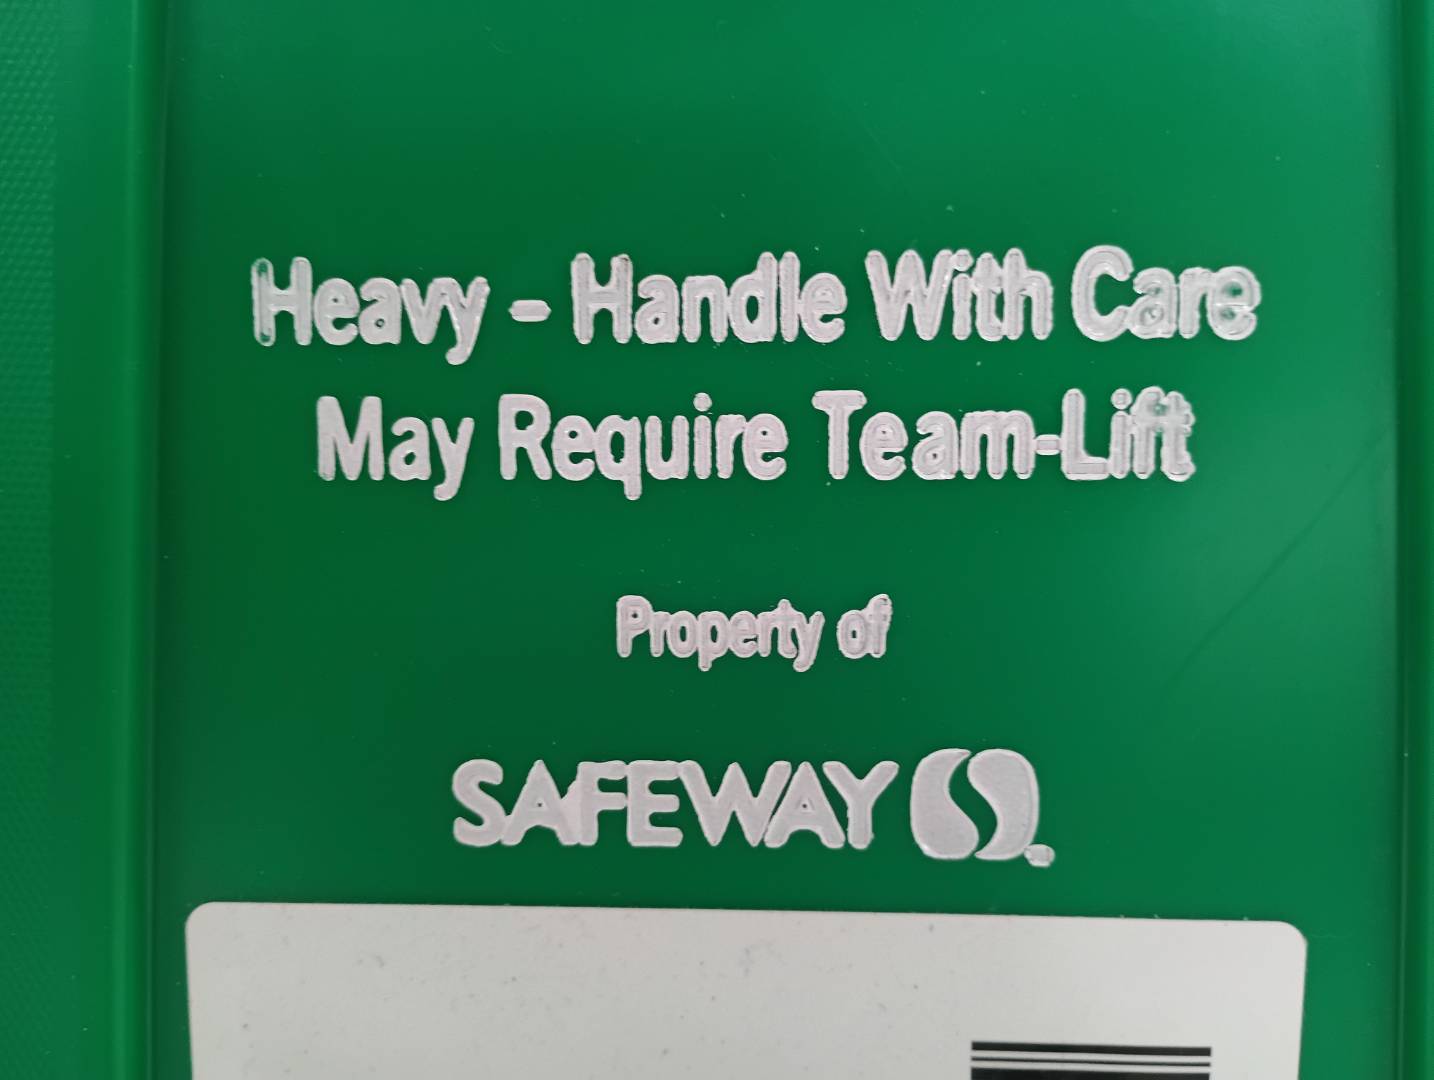 Heavy - Handle With Care
May Require Team-Lift
Property of
SAFEWAY